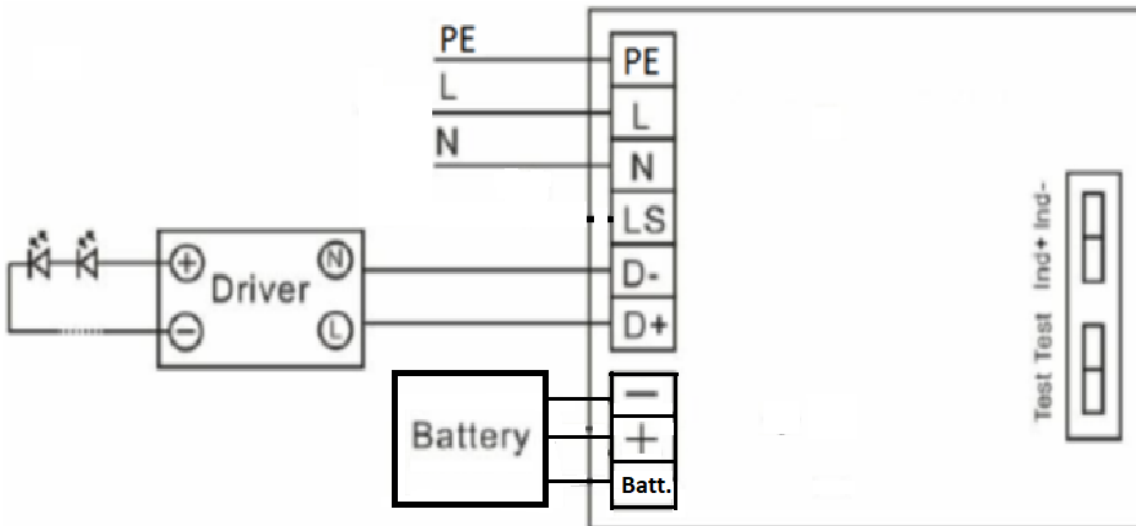 PE
PE
L
L
N
N
LS
D-
D+
+
N
Driver
-
L
Battery
-
+
Batt.
Test Test Ind+ Ind-